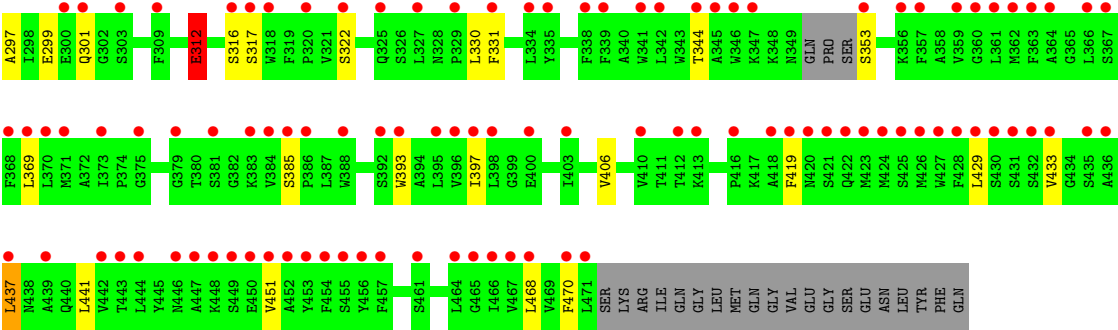 A297 I298 E299 E300 Q301 G302 S303 F309 E312 S316 S317 W318 F319 P320 V321 S322 Q325 S326 L327 N328 P329 L330 F331 L334 Y335 F338 F339 A340 W341 L342 W343 T344 A345 W346 K347 K348 N349 GLN PRO SER S353 K356 F357 A358 V359 G360 L361 M362 F363 A364 G365 L366 S367
F368 L369 L370 M371 A372 I373 P374 G375 G379 T380 S381 G382 K383 V384 S385 P386 L387 W388 S392 W393 A394 L395 V396 I397 L398 G399 E400 I403 V406 V410 T411 T412 K413 P416 K417 A418 F419 N420 S421 Q422 M423 M424 S425 M426 W427 F428 L429 S430 S431 S432 V433 G434 S435 A436
L437 N438 A439 Q440 L441 V442 T443 L444 Y445 N446 A447 K448 S449 E450 V451 A452 Y453 F454 S455 Y456 F457 S461 L464 G465 I466 V467 L468 V469 F470 L471 SER LYS ARG ILE GLN GLY LEU MET GLN GLY VAL GLU GLY SER GLU ASN LEU TYR PHE GLN